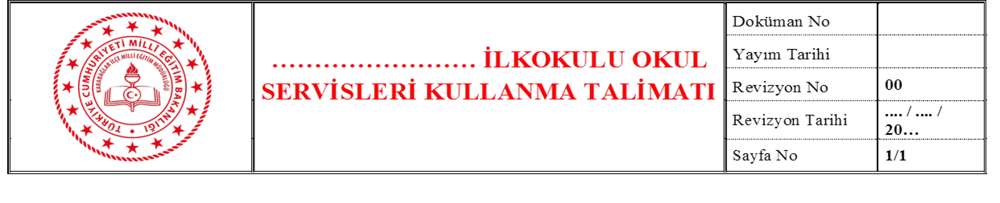 TÜRKİYE CUMHURİYETİ MİLLİ EĞİTİM BAKANLIĞI
KARABAĞLAR İLÇE MİLLİ EĞİTİM MÜDÜRLÜĞÜ
…………………… İLKOKULU OKUL
SERVİSLERİ KULLANMA TALİMATI
Doküman No
Yayım Tarihi
Revizyon No 00
Revizyon Tarihi .... / .... /
20…
Sayfa No 1/1